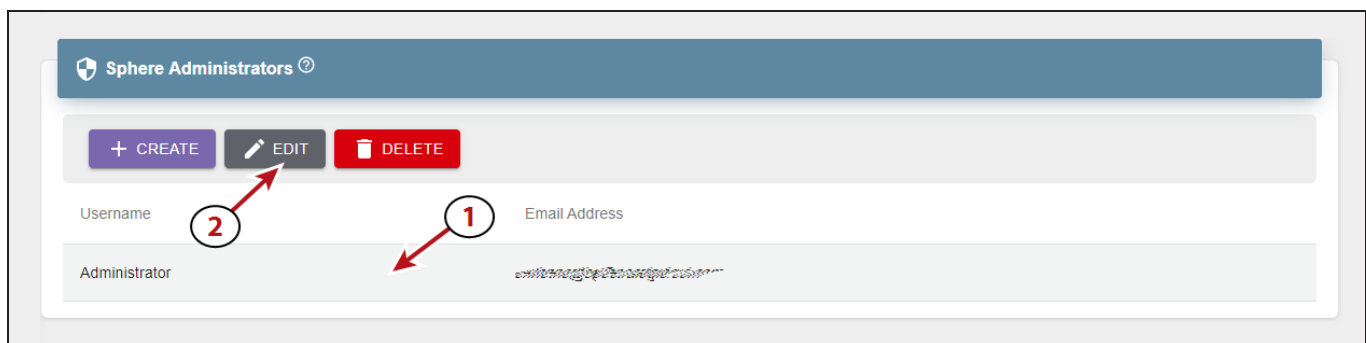 Sphere Administrators ?
+ CREATE EDIT DELETE
Username Email Address
2 1
Administrator